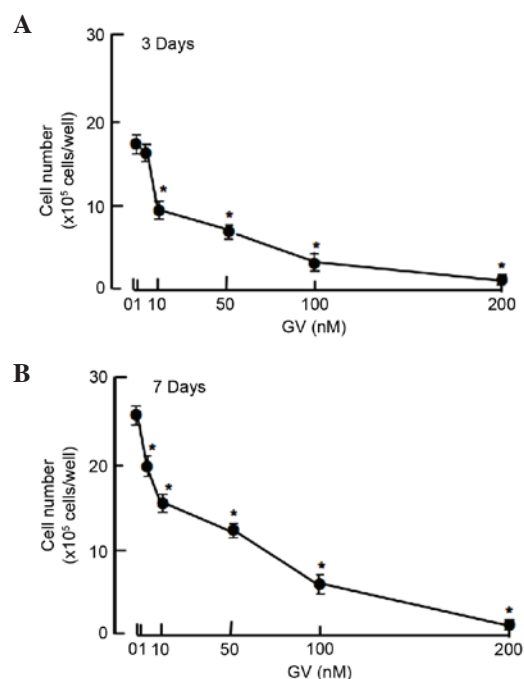 A
30
3 Days
*
20
*
10
*
*
0
Cell number
(x10⁵ cells/well)
01 10 50 100 200
GV (nM)
B
30
7 Days
*
20
*
*
10
*
*
0
Cell number
(x10⁵ cells/well)
01 10 50 100 200
GV (nM)